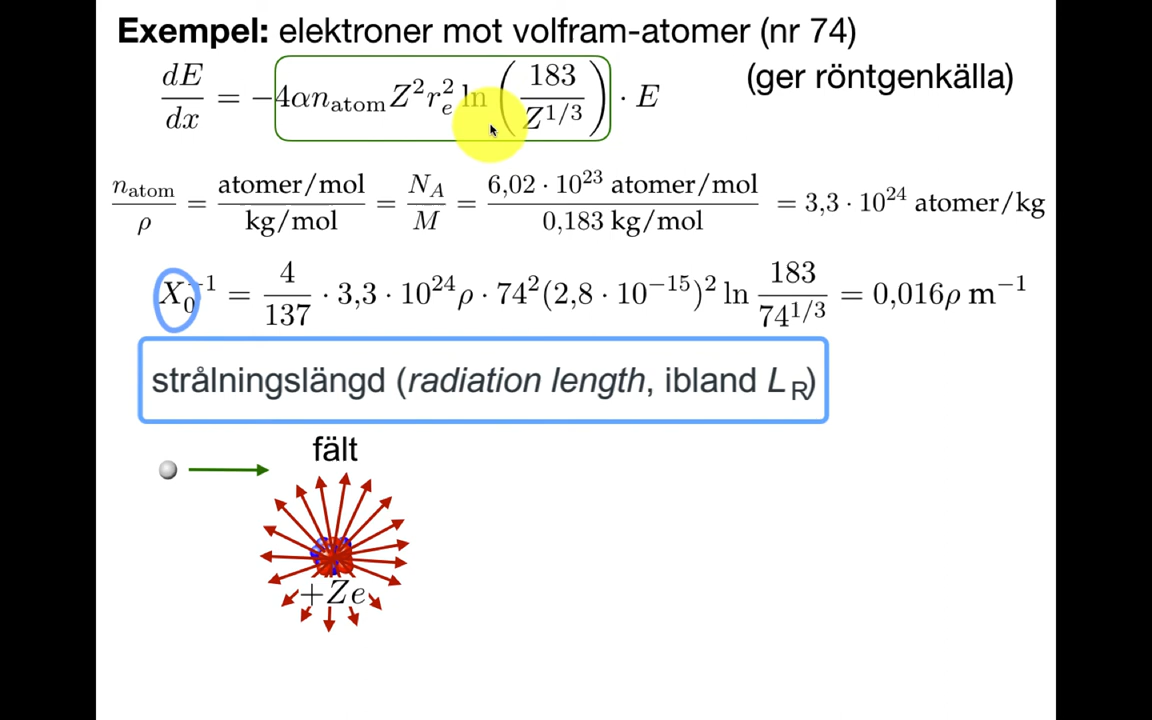 Exempel: elektroner mot volfram-atomer (nr 74)
(ger röntgenkälla)
dE/dx = −4αn_atom Z²r_e² ln (183/Z^{1/3}) · E
n_atom/ρ = atomer/mol / kg/mol = N_A/M = 6,02 · 10²³ atomer/mol / 0,183 kg/mol = 3,3 · 10²⁴ atomer/kg
X₀⁻¹ = 4/137 · 3,3 · 10²⁴ρ · 74²(2,8 · 10⁻¹⁵)² ln 183/74^{1/3} = 0,016ρ m⁻¹
strålningslängd (radiation length, ibland L_R)
fält
+Ze